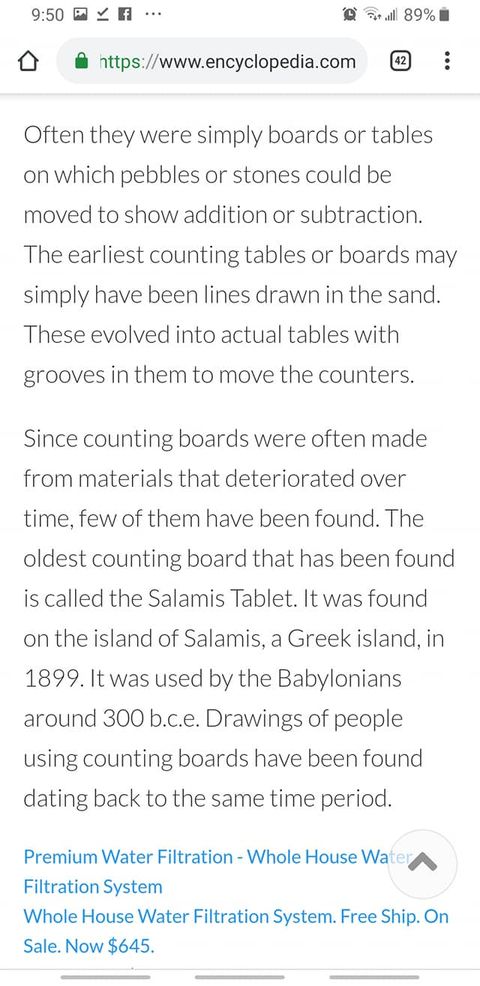 9:50 ... 89%
https://www.encyclopedia.com 42
Often they were simply boards or tables
on which pebbles or stones could be
moved to show addition or subtraction.
The earliest counting tables or boards may
simply have been lines drawn in the sand.
These evolved into actual tables with
grooves in them to move the counters.
Since counting boards were often made
from materials that deteriorated over
time, few of them have been found. The
oldest counting board that has been found
is called the Salamis Tablet. It was found
on the island of Salamis, a Greek island, in
1899. It was used by the Babylonians
around 300 b.c.e. Drawings of people
using counting boards have been found
dating back to the same time period.
Premium Water Filtration - Whole House Water
Filtration System
Whole House Water Filtration System. Free Ship. On
Sale. Now $645.